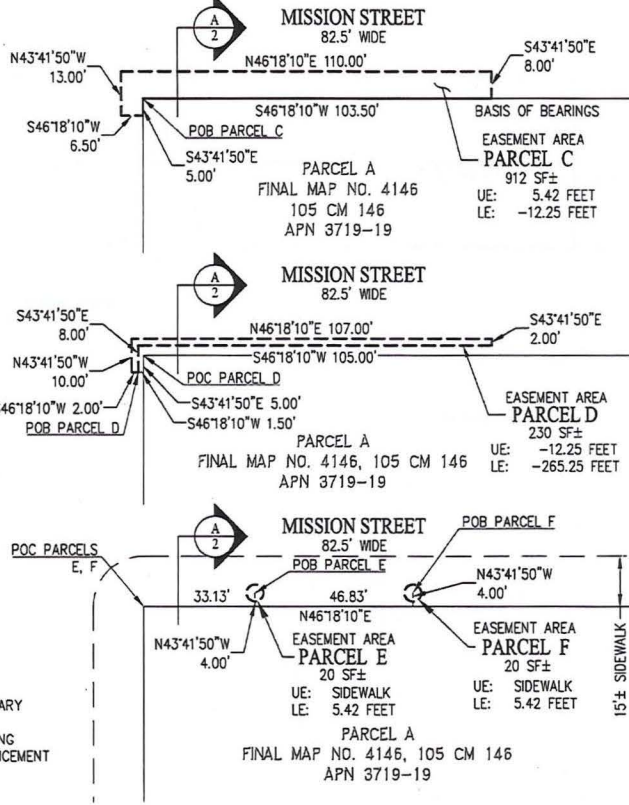 A
2
MISSION STREET
82.5' WIDE
N43°41'50"W
13.00'
N46°18'10"E 110.00'
S43°41'50"E
8.00'
S46°18'10"W 103.50'
BASIS OF BEARINGS
S46°18'10"W
6.50'
POB PARCEL C
S43°41'50"E
5.00'
PARCEL A
FINAL MAP NO. 4146
105 CM 146
APN 3719-19
EASEMENT AREA
PARCEL C
912 SF±
UE: 5.42 FEET
LE: -12.25 FEET
A
2
MISSION STREET
82.5' WIDE
S43°41'50"E
8.00'
N46°18'10"E 107.00'
S43°41'50"E
2.00'
N43°41'50"W
10.00'
S46°18'10"W 105.00'
POC PARCEL D
S46°18'10"W 2.00'
POB PARCEL D
S43°41'50"E 5.00'
S46°18'10"W 1.50'
PARCEL A
FINAL MAP NO. 4146, 105 CM 146
APN 3719-19
EASEMENT AREA
PARCEL D
230 SF±
UE: -12.25 FEET
LE: -265.25 FEET
A
2
MISSION STREET
82.5' WIDE
POB PARCEL F
POC PARCELS
E, F
POB PARCEL E
N43°41'50"W
4.00'
33.13'
46.83'
N46°18'10"E
N43°41'50"W
4.00'
EASEMENT AREA
PARCEL E
20 SF±
UE: SIDEWALK
LE: 5.42 FEET
EASEMENT AREA
PARCEL F
20 SF±
UE: SIDEWALK
LE: 5.42 FEET
15'± SIDEWALK
PARCEL A
FINAL MAP NO. 4146, 105 CM 146
APN 3719-19
ARY
NG
CEMENT